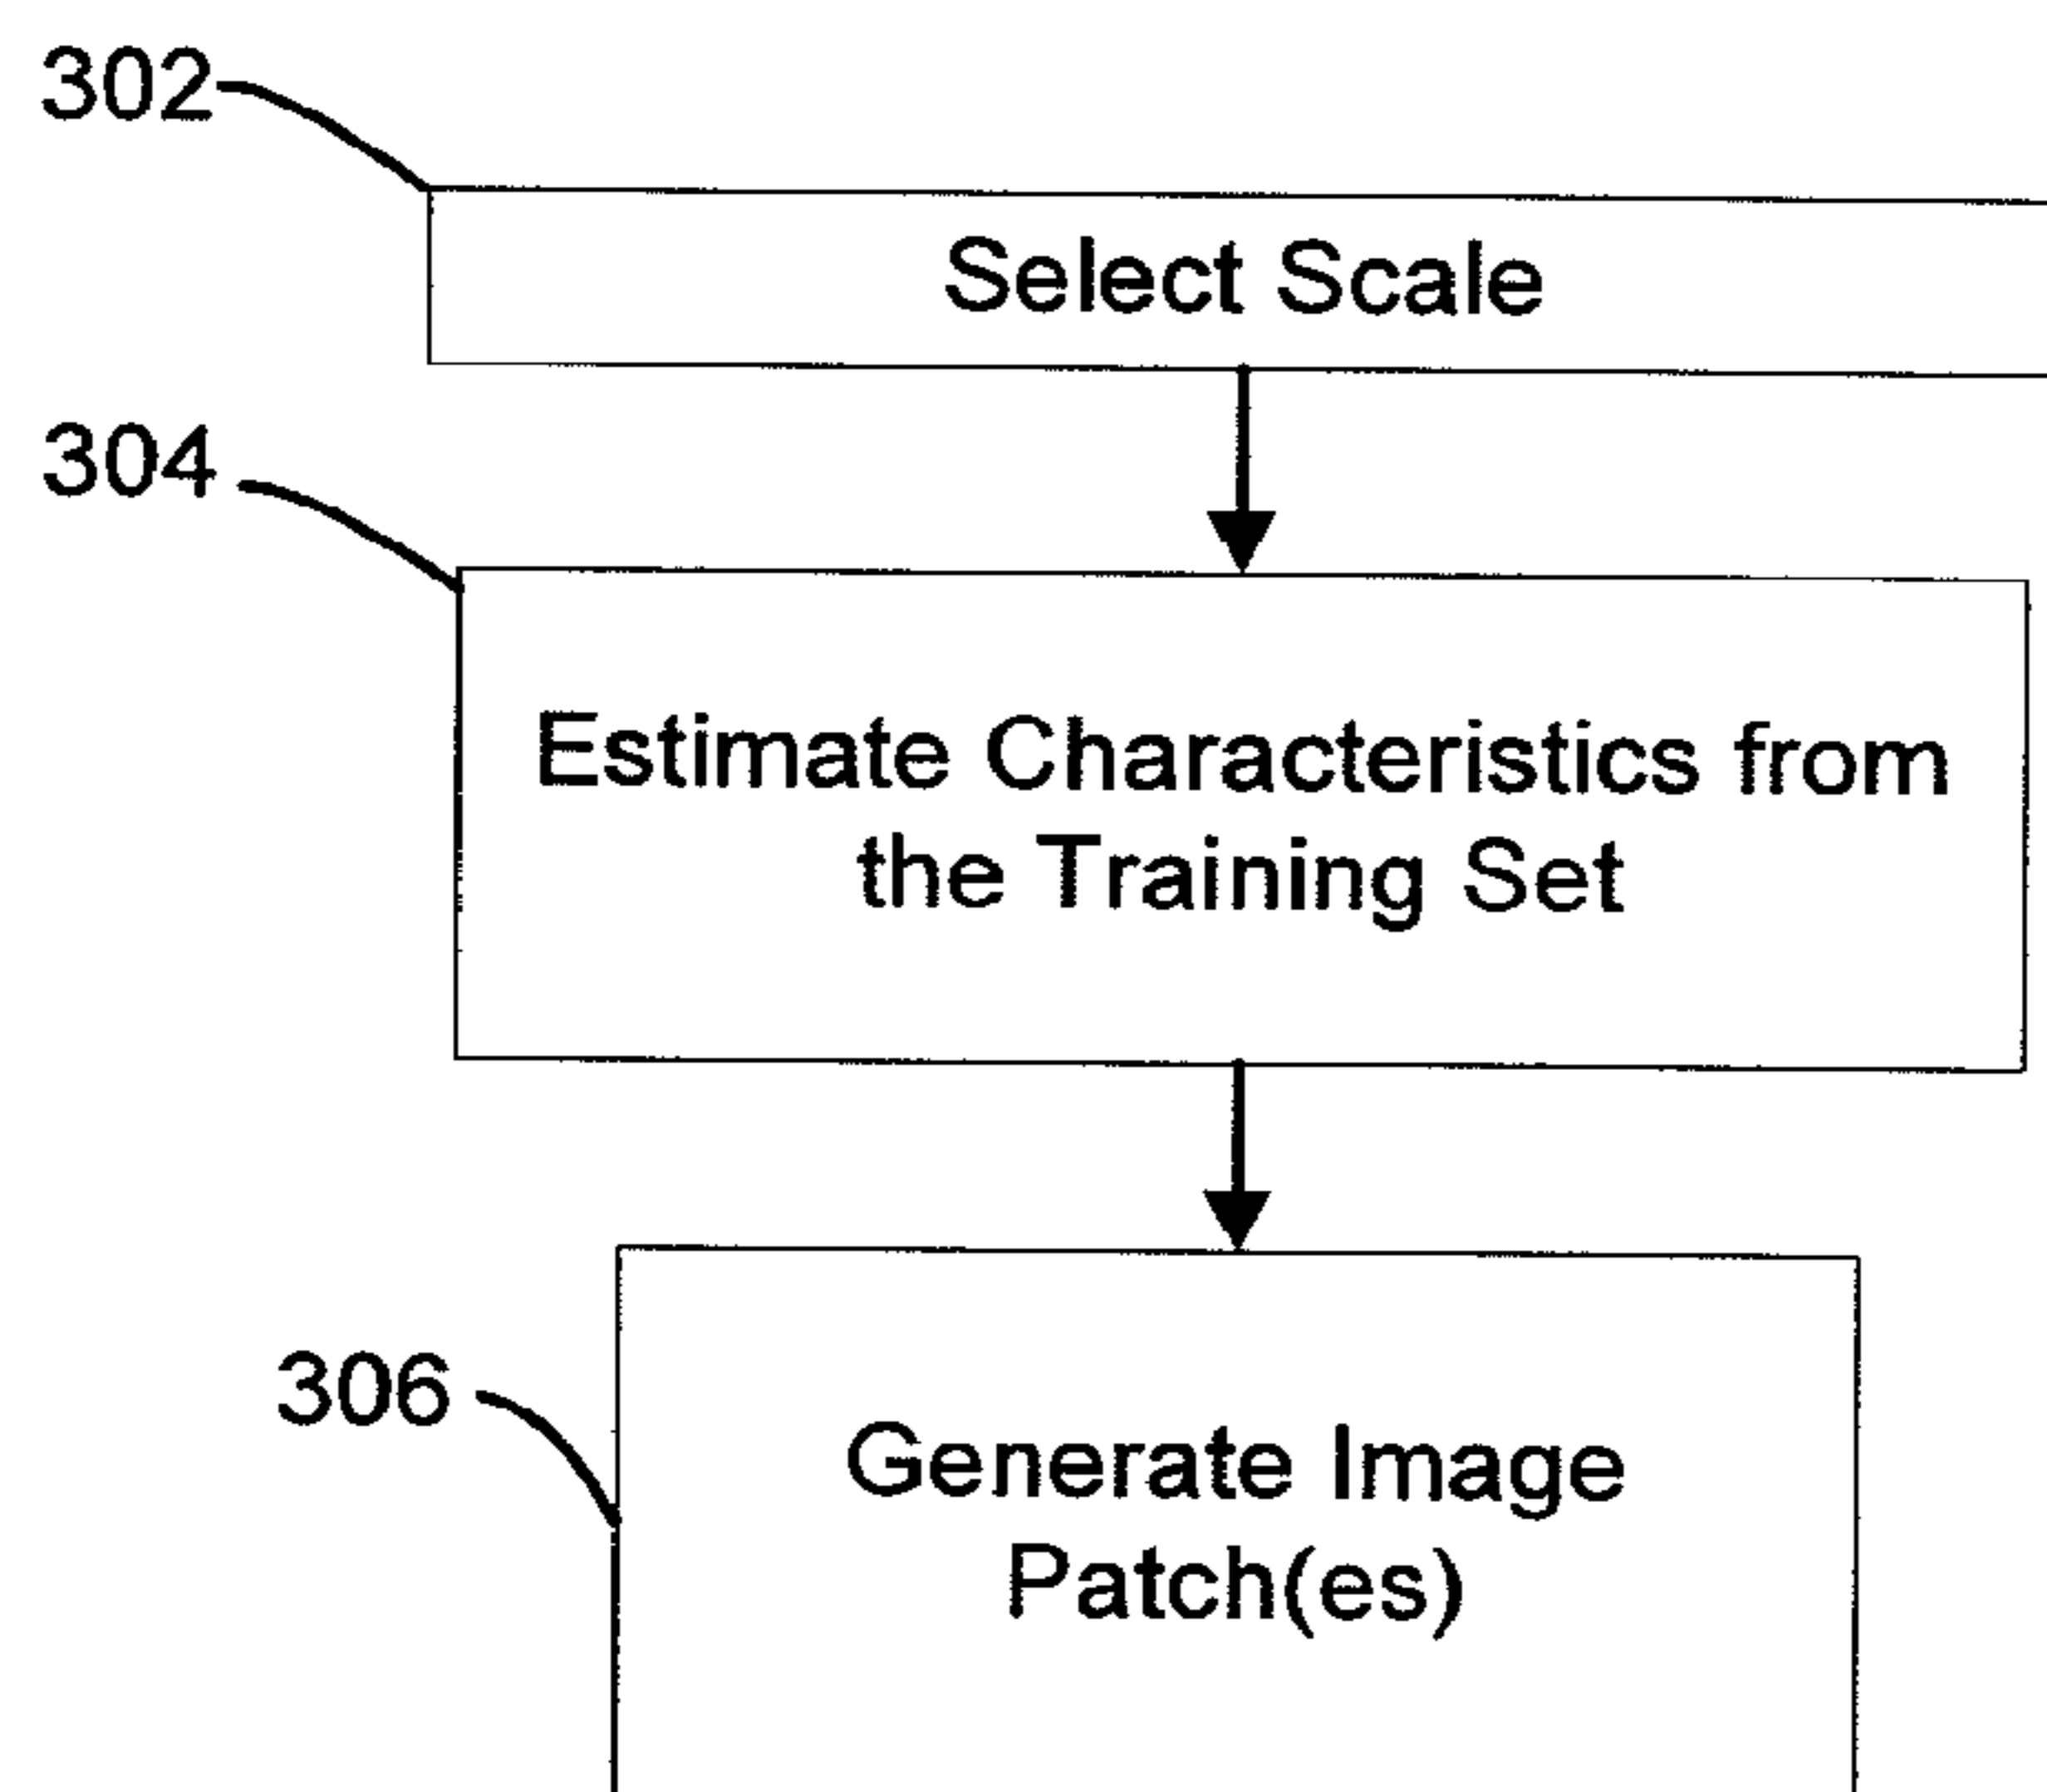 302
Select Scale
304
Estimate Characteristics from
the Training Set
306
Generate Image
Patch(es)